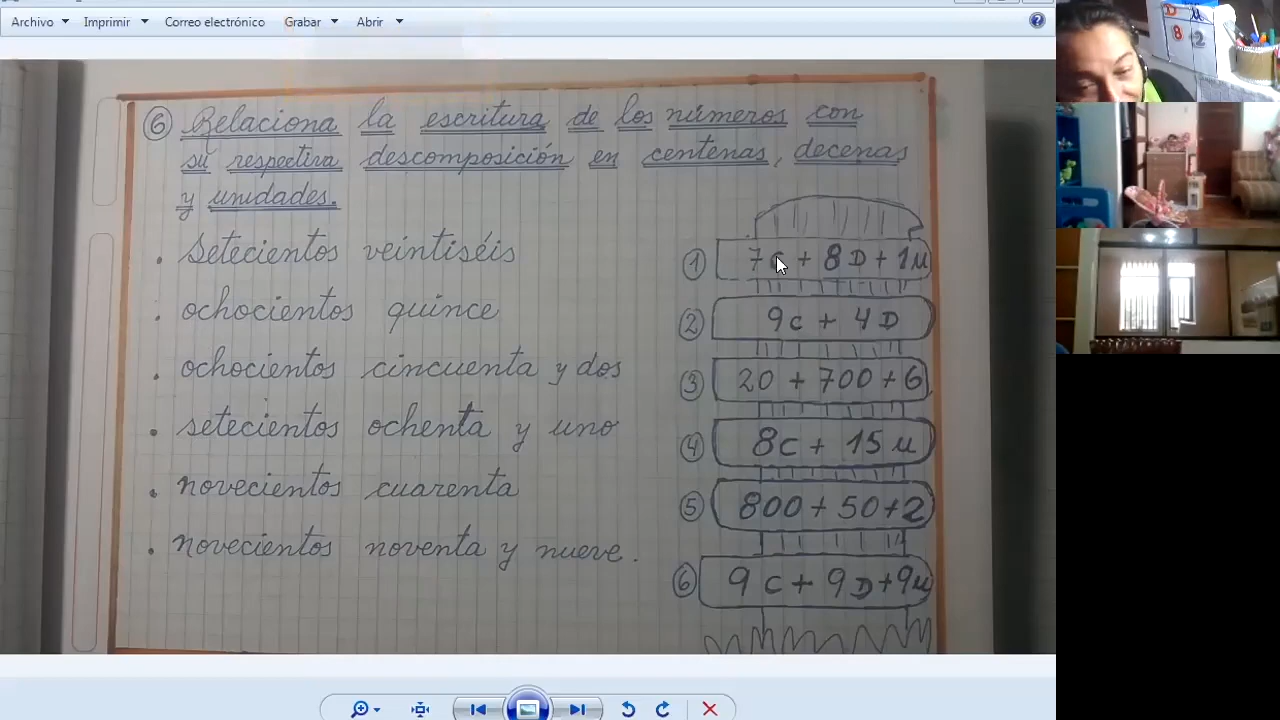 Archivo Imprimir Correo electrónico Grabar Abrir
6 Relaciona la escritura de los números con
su respectiva descomposición en centenas, decenas
y unidades.
. setecientos veintiséis
. ochocientos quince
. ochocientos cincuenta y dos
. setecientos ochenta y uno
. novecientos cuarenta
. novecientos noventa y nueve.
1 7c + 8D + 1u
2 9c + 4D
3 20 + 700 + 6
4 8c + 15u
5 800 + 50 + 2
6 9c + 9D + 9u
D U
8 2